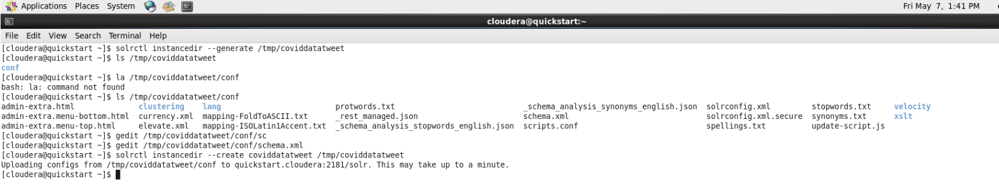 Applications Places System Fri May 7, 1:41 PM
cloudera@quickstart:~
File Edit View Search Terminal Help
[cloudera@quickstart ~]$ solrctl instancedir --generate /tmp/coviddatatweet
[cloudera@quickstart ~]$ ls /tmp/coviddatatweet
conf
[cloudera@quickstart ~]$ la /tmp/coviddatatweet/conf
bash: la: command not found
[cloudera@quickstart ~]$ ls /tmp/coviddatatweet/conf
admin-extra.html clustering lang protwords.txt _schema_analysis_synonyms_english.json solrconfig.xml stopwords.txt velocity
admin-extra.menu-bottom.html currency.xml mapping-FoldToASCII.txt _rest_managed.json schema.xml solrconfig.xml.secure synonyms.txt xslt
admin-extra.menu-top.html elevate.xml mapping-ISOLatin1Accent.txt _schema_analysis_stopwords_english.json scripts.conf spellings.txt update-script.js
[cloudera@quickstart ~]$ gedit /tmp/coviddatatweet/conf/sc
[cloudera@quickstart ~]$ gedit /tmp/coviddatatweet/conf/schema.xml
[cloudera@quickstart ~]$ solrctl instancedir --create coviddatatweet /tmp/coviddatatweet
Uploading configs from /tmp/coviddatatweet/conf to quickstart.cloudera:2181/solr. This may take up to a minute.
[cloudera@quickstart ~]$